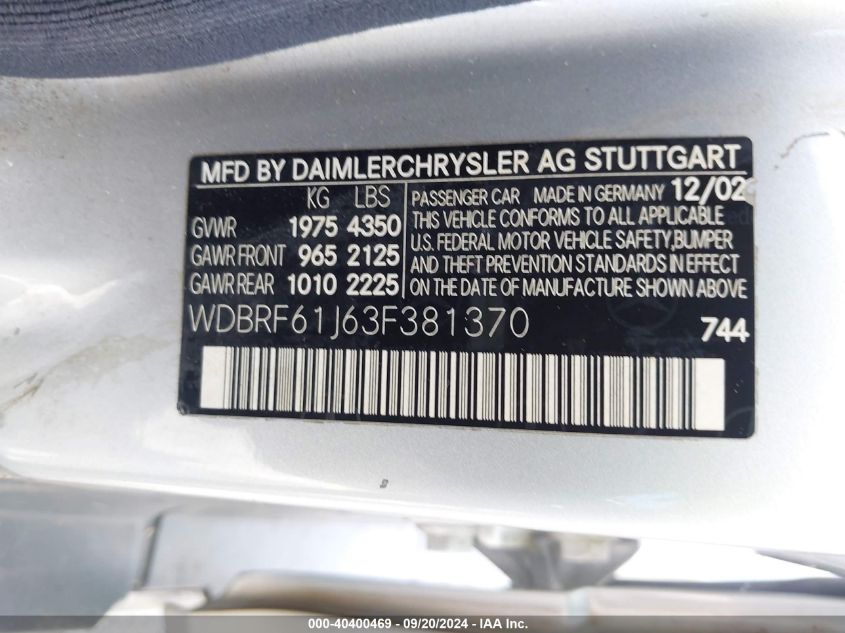 MFD BY DAIMLERCHRYSLER AG STUTTGART
KG LBS
GVWR 1975 4350
GAWR FRONT 965 2125
GAWR REAR 1010 2225
PASSENGER CAR MADE IN GERMANY 12/02
THIS VEHICLE CONFORMS TO ALL APPLICABLE
U.S. FEDERAL MOTOR VEHICLE SAFETY,BUMPER
AND THEFT PREVENTION STANDARDS IN EFFECT
ON THE DATE OF MANUFACTURE SHOWN ABOVE
WDBRF61J63F381370 744
000-40400469 - 09/20/2024 - IAA Inc.